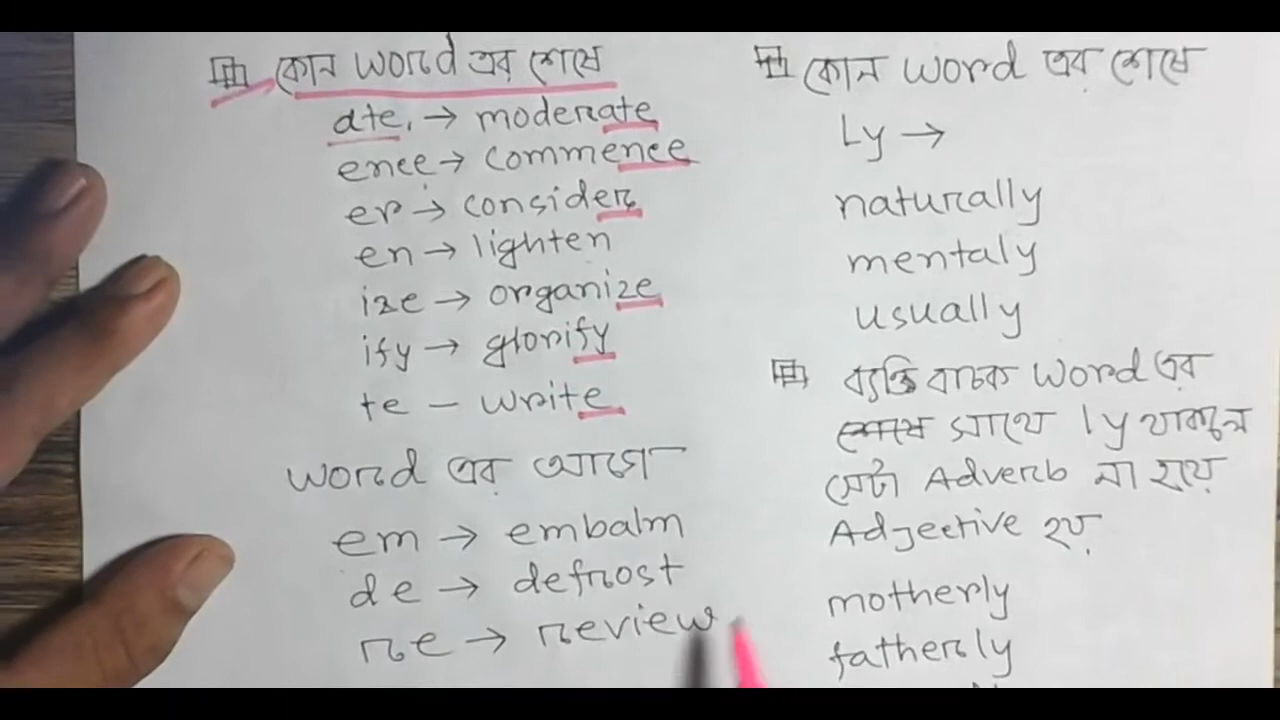 কোন word এর শেষে
ate, → moderate
ence → commence
er → consider
en → lighten
ize → organize
ify → glorify
te – write
word এর আগে
em → embalm
de → defrost
re → review
কোন word এর শেষে
Ly →
naturally
mentaly
usually
ব্যক্তি বাচক word এর
শেষে সাথে ly থাকলে
সেটা Adverb না হয়ে
Adjective হয়
motherly
fatherly